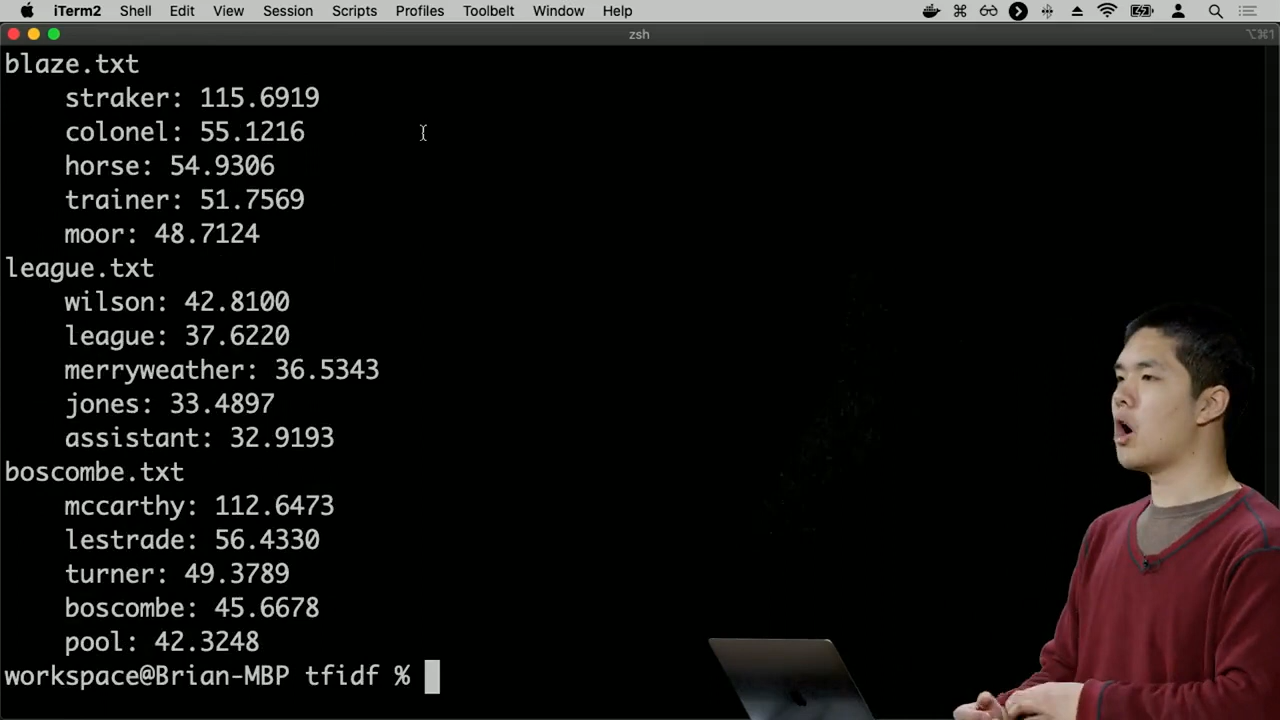 iTerm2 Shell Edit View Session Scripts Profiles Toolbelt Window Help
zsh
⌥⌘1
blaze.txt
straker: 115.6919
colonel: 55.1216
horse: 54.9306
trainer: 51.7569
moor: 48.7124
league.txt
wilson: 42.8100
league: 37.6220
merryweather: 36.5343
jones: 33.4897
assistant: 32.9193
boscombe.txt
mccarthy: 112.6473
lestrade: 56.4330
turner: 49.3789
boscombe: 45.6678
pool: 42.3248
workspace@Brian-MBP tfidf %